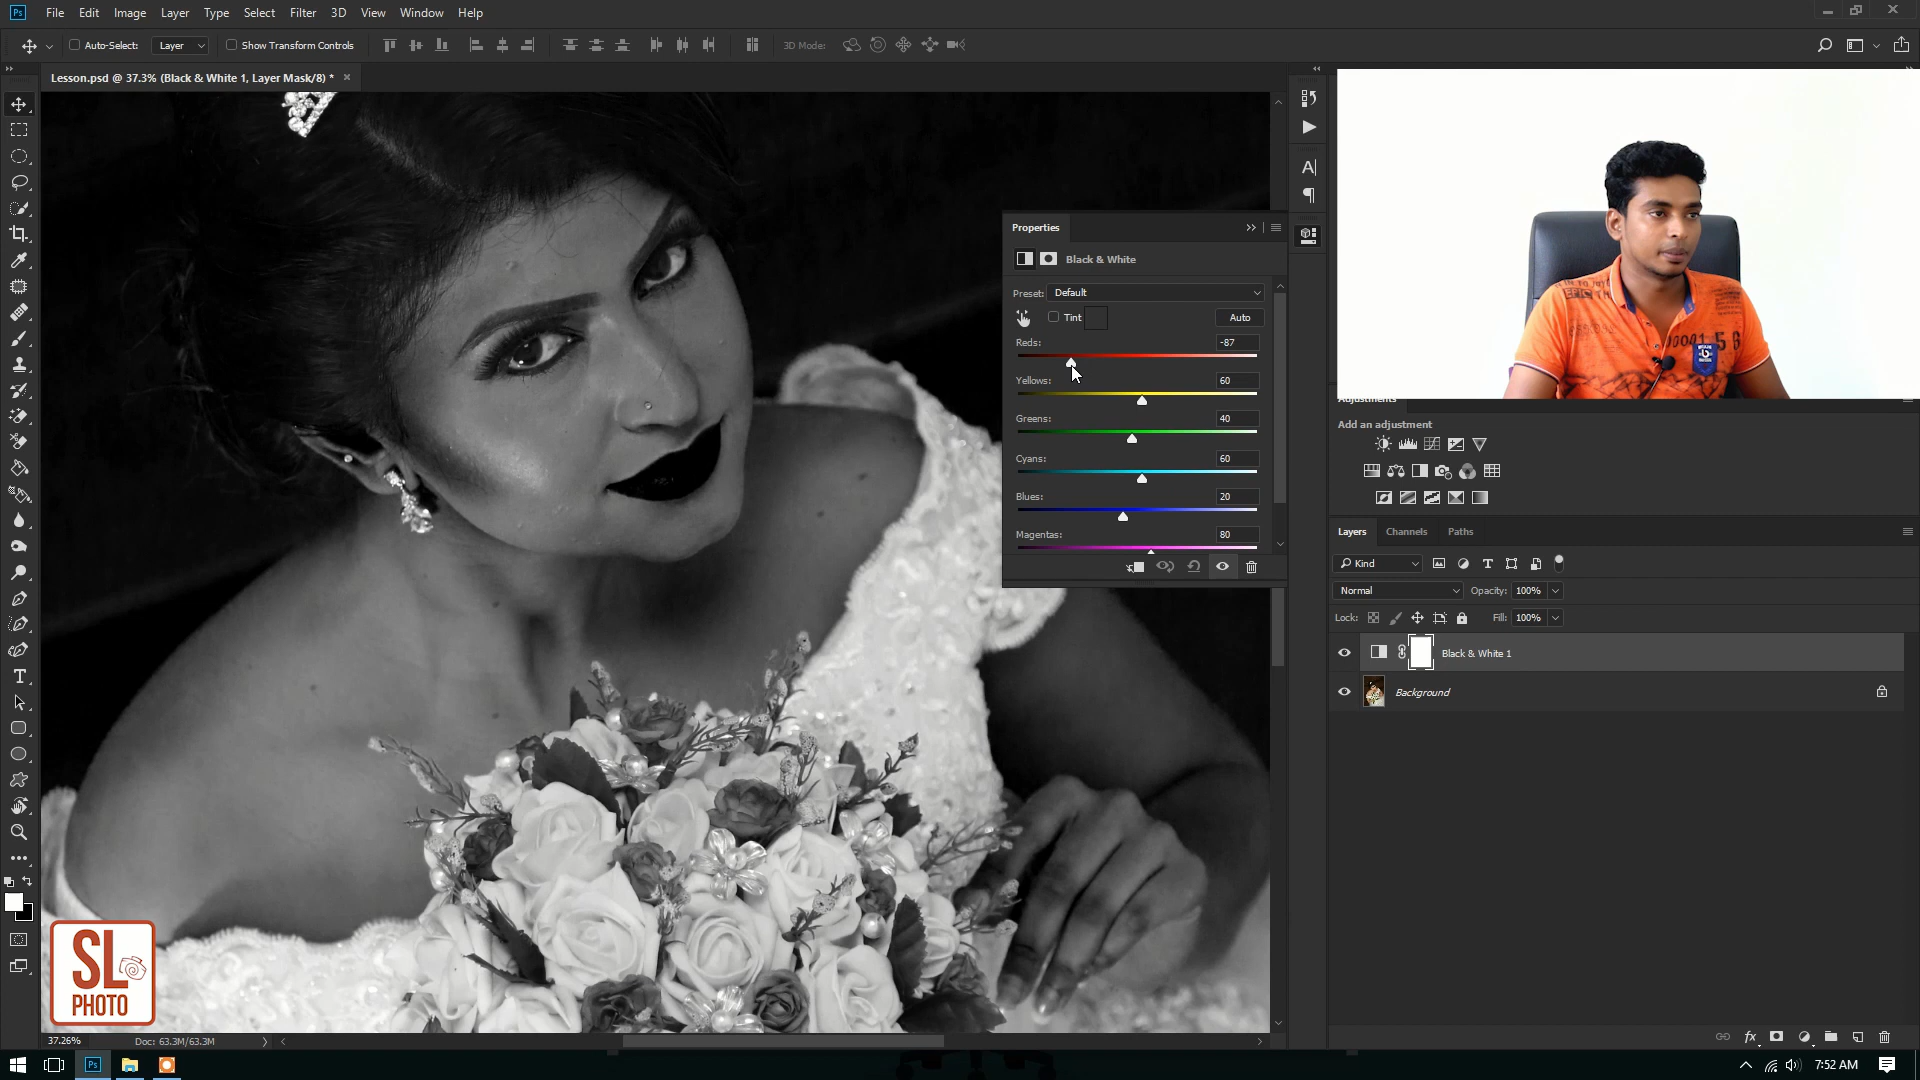 Ps File Edit Image Layer Type Select Filter 3D View Window Help
Auto-Select: Layer Show Transform Controls 3D Mode:
Lesson.psd @ 37.3% (Black & White 1, Layer Mask/8) * ×
Properties
Black & White
Preset: Default
Tint Auto
Reds: -87
Yellows: 60
Greens: 40
Cyans: 60
Blues: 20
Magentas: 80
Adjustments
Add an adjustment
Layers Channels Paths
Kind
Normal Opacity: 100%
Lock: Fill: 100%
Black & White 1
Background
SL
PHOTO
37.26% Doc: 63.3M/63.3M
Ps 7:52 AM